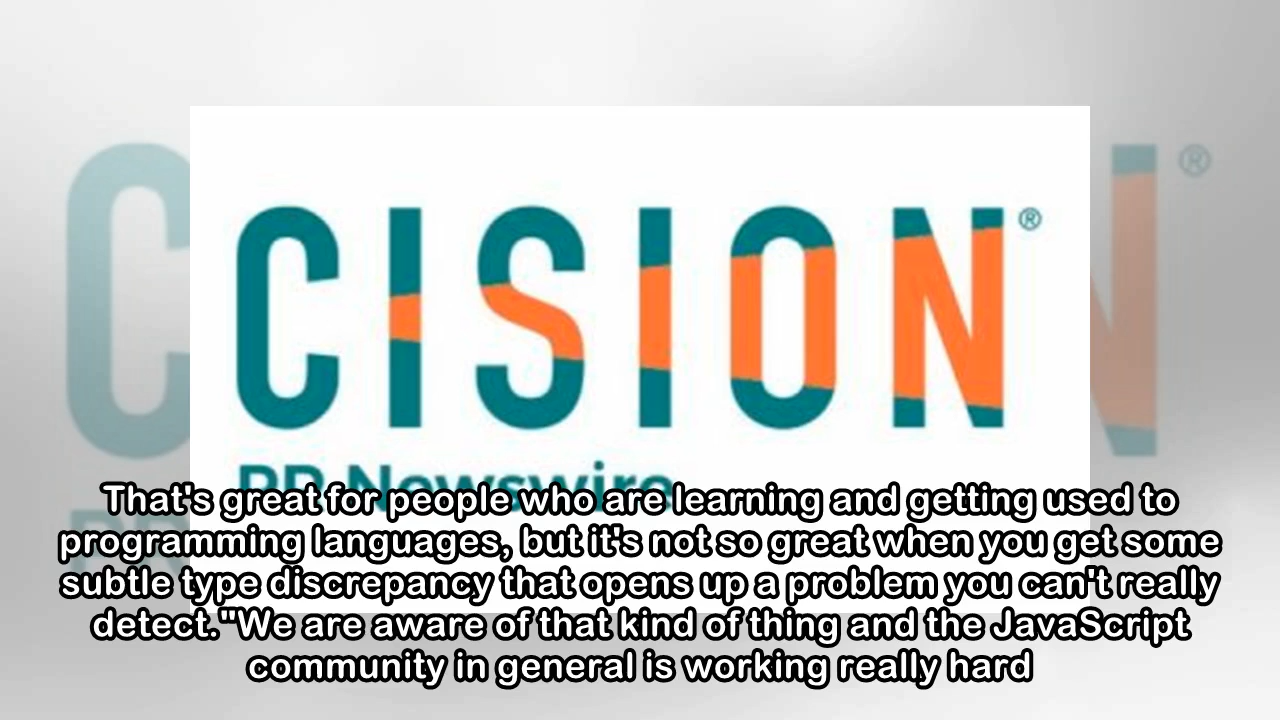 CISION®
PR Newswire
That's great for people who are learning and getting used to
programming languages, but it's not so great when you get some
subtle type discrepancy that opens up a problem you can't really
detect."We are aware of that kind of thing and the JavaScript
community in general is working really hard